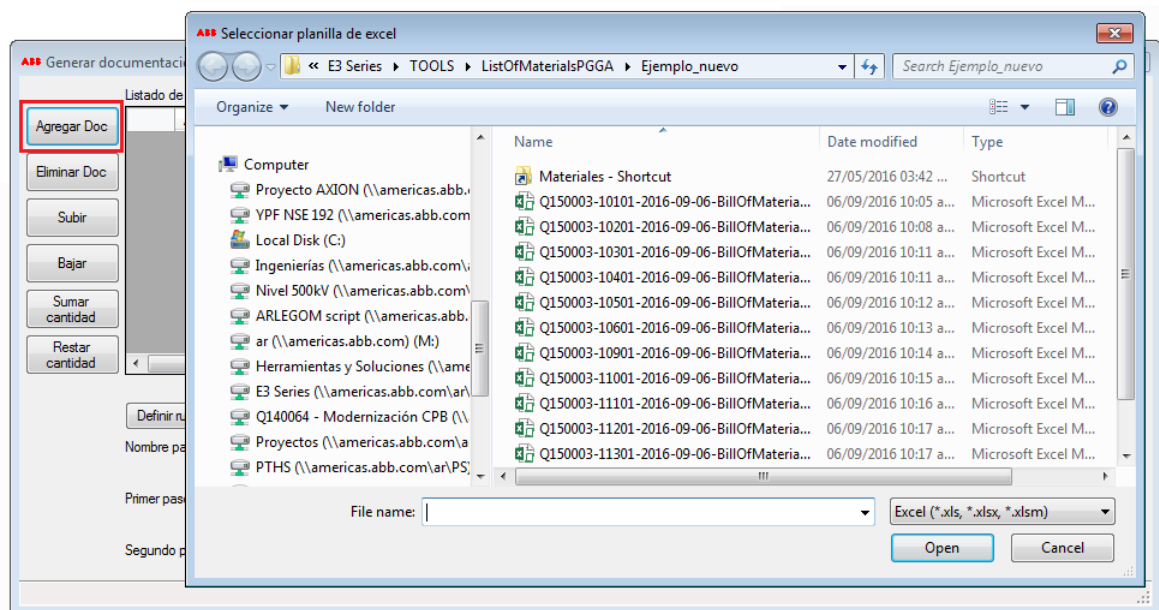 ABB Seleccionar planilla de excel
ABB Generar documentaci
« E3 Series ▸ TOOLS ▸ ListOfMaterialsPGGA ▸ Ejemplo_nuevo
Search Ejemplo_nuevo
Organize
New folder
Listado de
Agregar Doc
Eliminar Doc
Subir
Bajar
Sumar
cantidad
Restar
cantidad
Definir ru
Nombre pa
Primer pas
Segundo p
Computer
Proyecto AXION (\\americas.abb.
YPF NSE 192 (\\americas.abb.com
Local Disk (C:)
Ingenierías (\\americas.abb.com\
Nivel 500kV (\\americas.abb.com\
ARLEGOM script (\\americas.abb.
ar (\\americas.abb.com) (M:)
Herramientas y Soluciones (\\ame
E3 Series (\\americas.abb.com\ar\
Q140064 - Modernización CPB (\\
Proyectos (\\americas.abb.com\a
PTHS (\\americas.abb.com\ar\PS)
Name Date modified Type
Materiales - Shortcut 27/05/2016 03:42 ... Shortcut
Q150003-10101-2016-09-06-BillOfMateria... 06/09/2016 10:05 a... Microsoft Excel M...
Q150003-10201-2016-09-06-BillOfMateria... 06/09/2016 10:08 a... Microsoft Excel M...
Q150003-10301-2016-09-06-BillOfMateria... 06/09/2016 10:11 a... Microsoft Excel M...
Q150003-10401-2016-09-06-BillOfMateria... 06/09/2016 10:11 a... Microsoft Excel M...
Q150003-10501-2016-09-06-BillOfMateria... 06/09/2016 10:12 a... Microsoft Excel M...
Q150003-10601-2016-09-06-BillOfMateria... 06/09/2016 10:13 a... Microsoft Excel M...
Q150003-10901-2016-09-06-BillOfMateria... 06/09/2016 10:14 a... Microsoft Excel M...
Q150003-11001-2016-09-06-BillOfMateria... 06/09/2016 10:15 a... Microsoft Excel M...
Q150003-11101-2016-09-06-BillOfMateria... 06/09/2016 10:16 a... Microsoft Excel M...
Q150003-11201-2016-09-06-BillOfMateria... 06/09/2016 10:17 a... Microsoft Excel M...
Q150003-11301-2016-09-06-BillOfMateria... 06/09/2016 10:17 a... Microsoft Excel M...
File name:
Excel (*.xls, *.xlsx, *.xlsm)
Open
Cancel